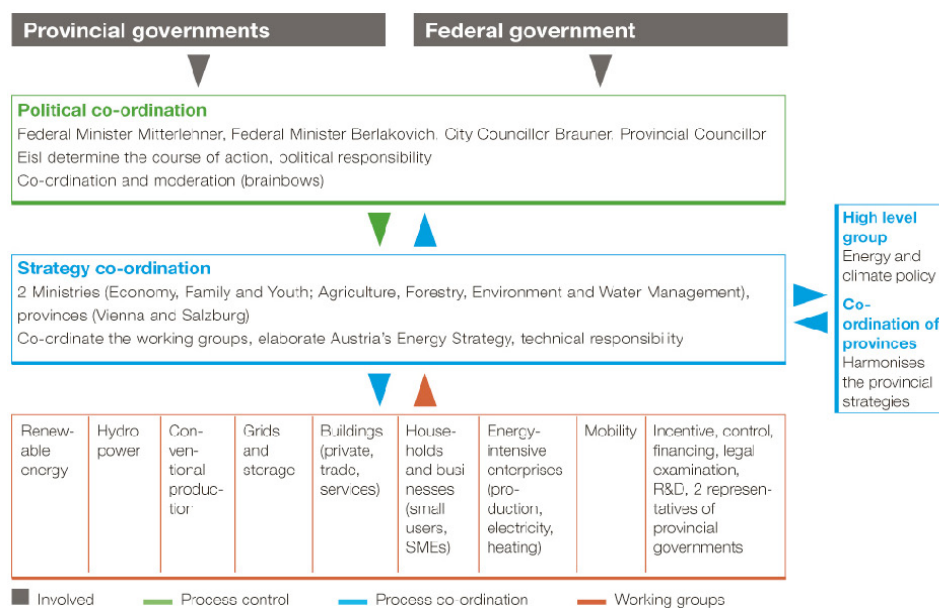 Provincial governments
Federal government
Political co-ordination
Federal Minister Mitterlehner, Federal Minister Berlakovich. City Councillor Brauner. Provincial Councillor
Eisl determine the course of action, political responsibility
Co-ordination and moderation (brainbows)
Strategy co-ordination
2 Ministries (Economy, Family and Youth; Agriculture, Forestry, Environment and Water Management),
provinces (Vienna and Salzburg)
Co-ordinate the working groups, elaborate Austria's Energy Strategy, technical responsibility
High level
group
Energy and
climate policy
Co-
ordination of
provinces
Harmonises
the provincial
strategies
Renew-
able
energy
Hydro
power
Con-
ven-
tional
produc-
tion
Grids
and
storage
Buildings
(private,
trade,
services)
House-
holds
and busi
nesses
(small
users,
SMEs)
Energy-
intensive
enterprises
(pro-
duction,
electricity,
heating)
Mobility
Incentive, control,
financing, legal
examination,
R&D, 2 represen-
tatives of
provincial
governments
Involved
Process control
Process co-ordination
Working groups